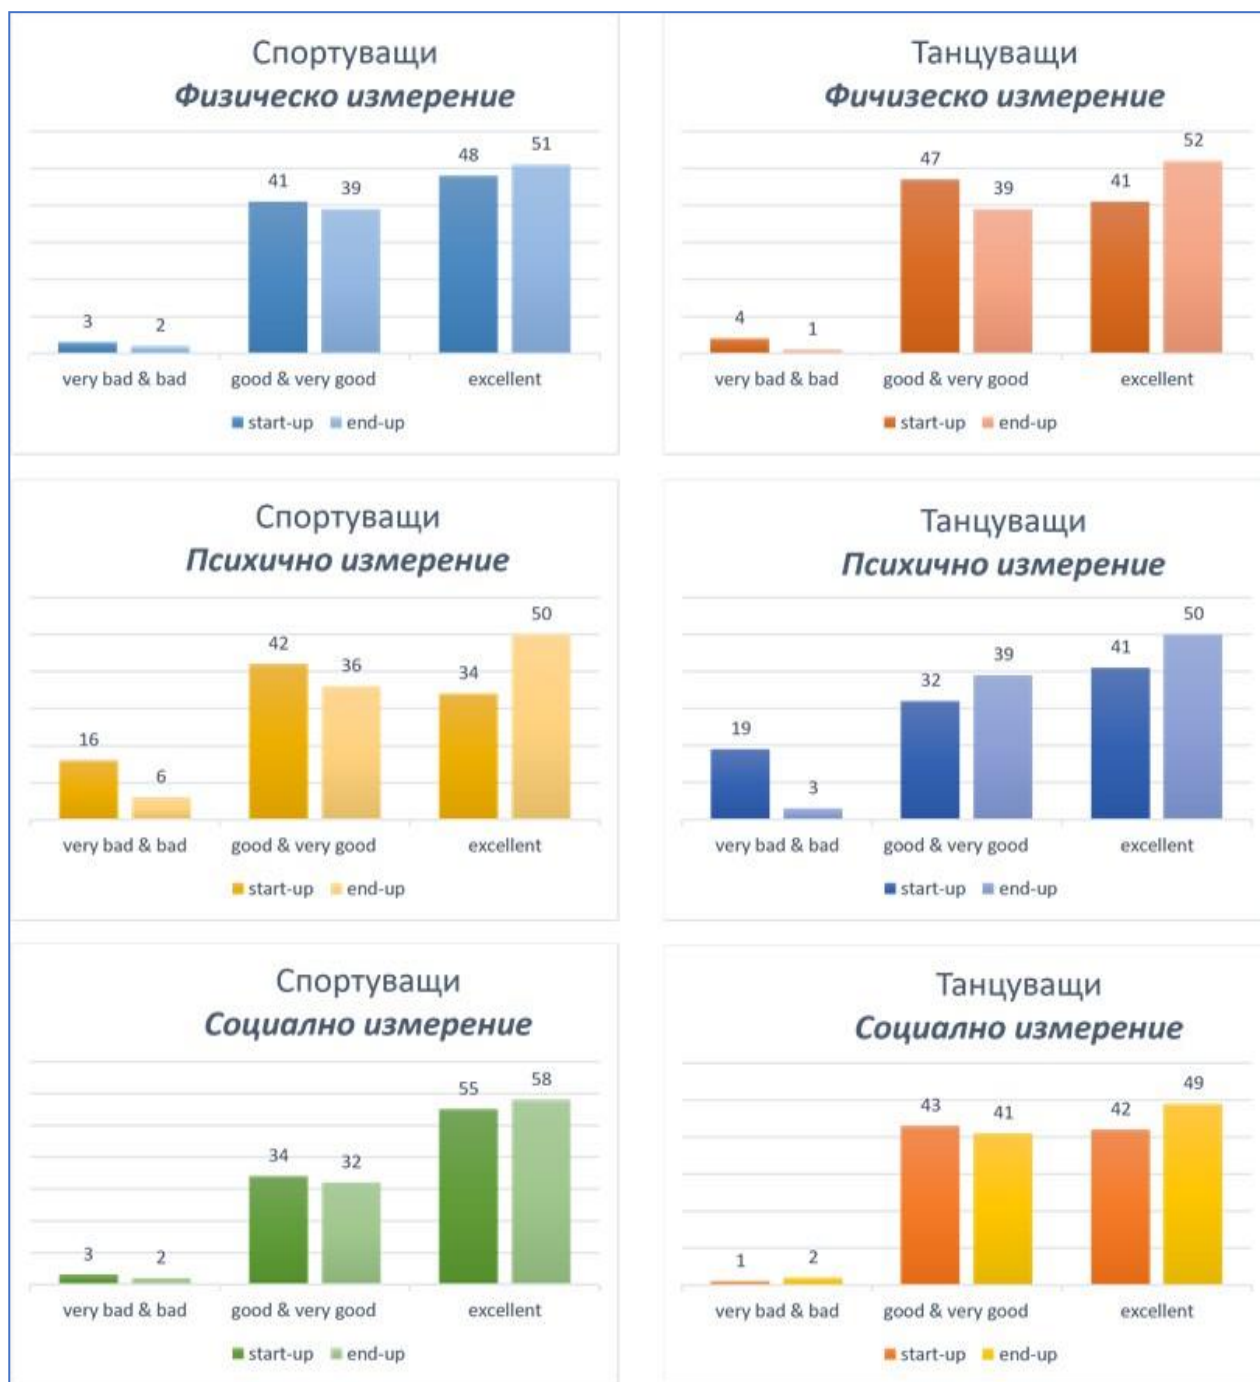 Спортуващи
Физическо измерение
48
51
41
39
3
2
very bad & bad
good & very good
excellent
start-up
end-up
Танцуващи
Фичизеско измерение
47
52
39
41
4
1
very bad & bad
good & very good
excellent
start-up
end-up
Спортуващи
Психично измерение
50
42
36
34
16
6
very bad & bad
good & very good
excellent
start-up
end-up
Танцуващи
Психично измерение
50
41
39
32
19
3
very bad & bad
good & very good
excellent
start-up
end-up
Спортуващи
Социално измерение
55
58
34
32
3
2
very bad & bad
good & very good
excellent
start-up
end-up
Танцуващи
Социално измерение
49
43
41
42
1
2
very bad & bad
good & very good
excellent
start-up
end-up